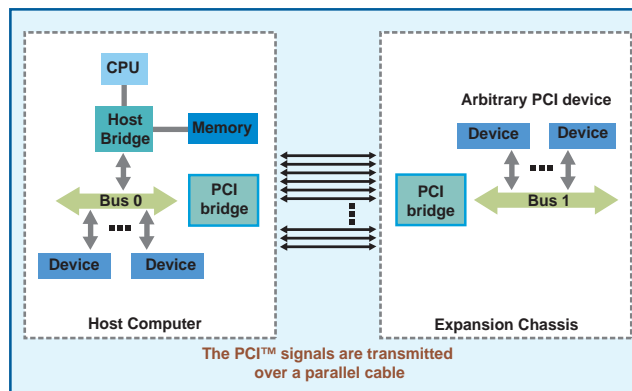 CPU
Host
Bridge
Memory
Bus 0
PCI
bridge
Device
Device
Host Computer
Arbitrary PCI device
Device
Device
PCI
bridge
Bus 1
Expansion Chassis
The PCI™ signals are transmitted
over a parallel cable